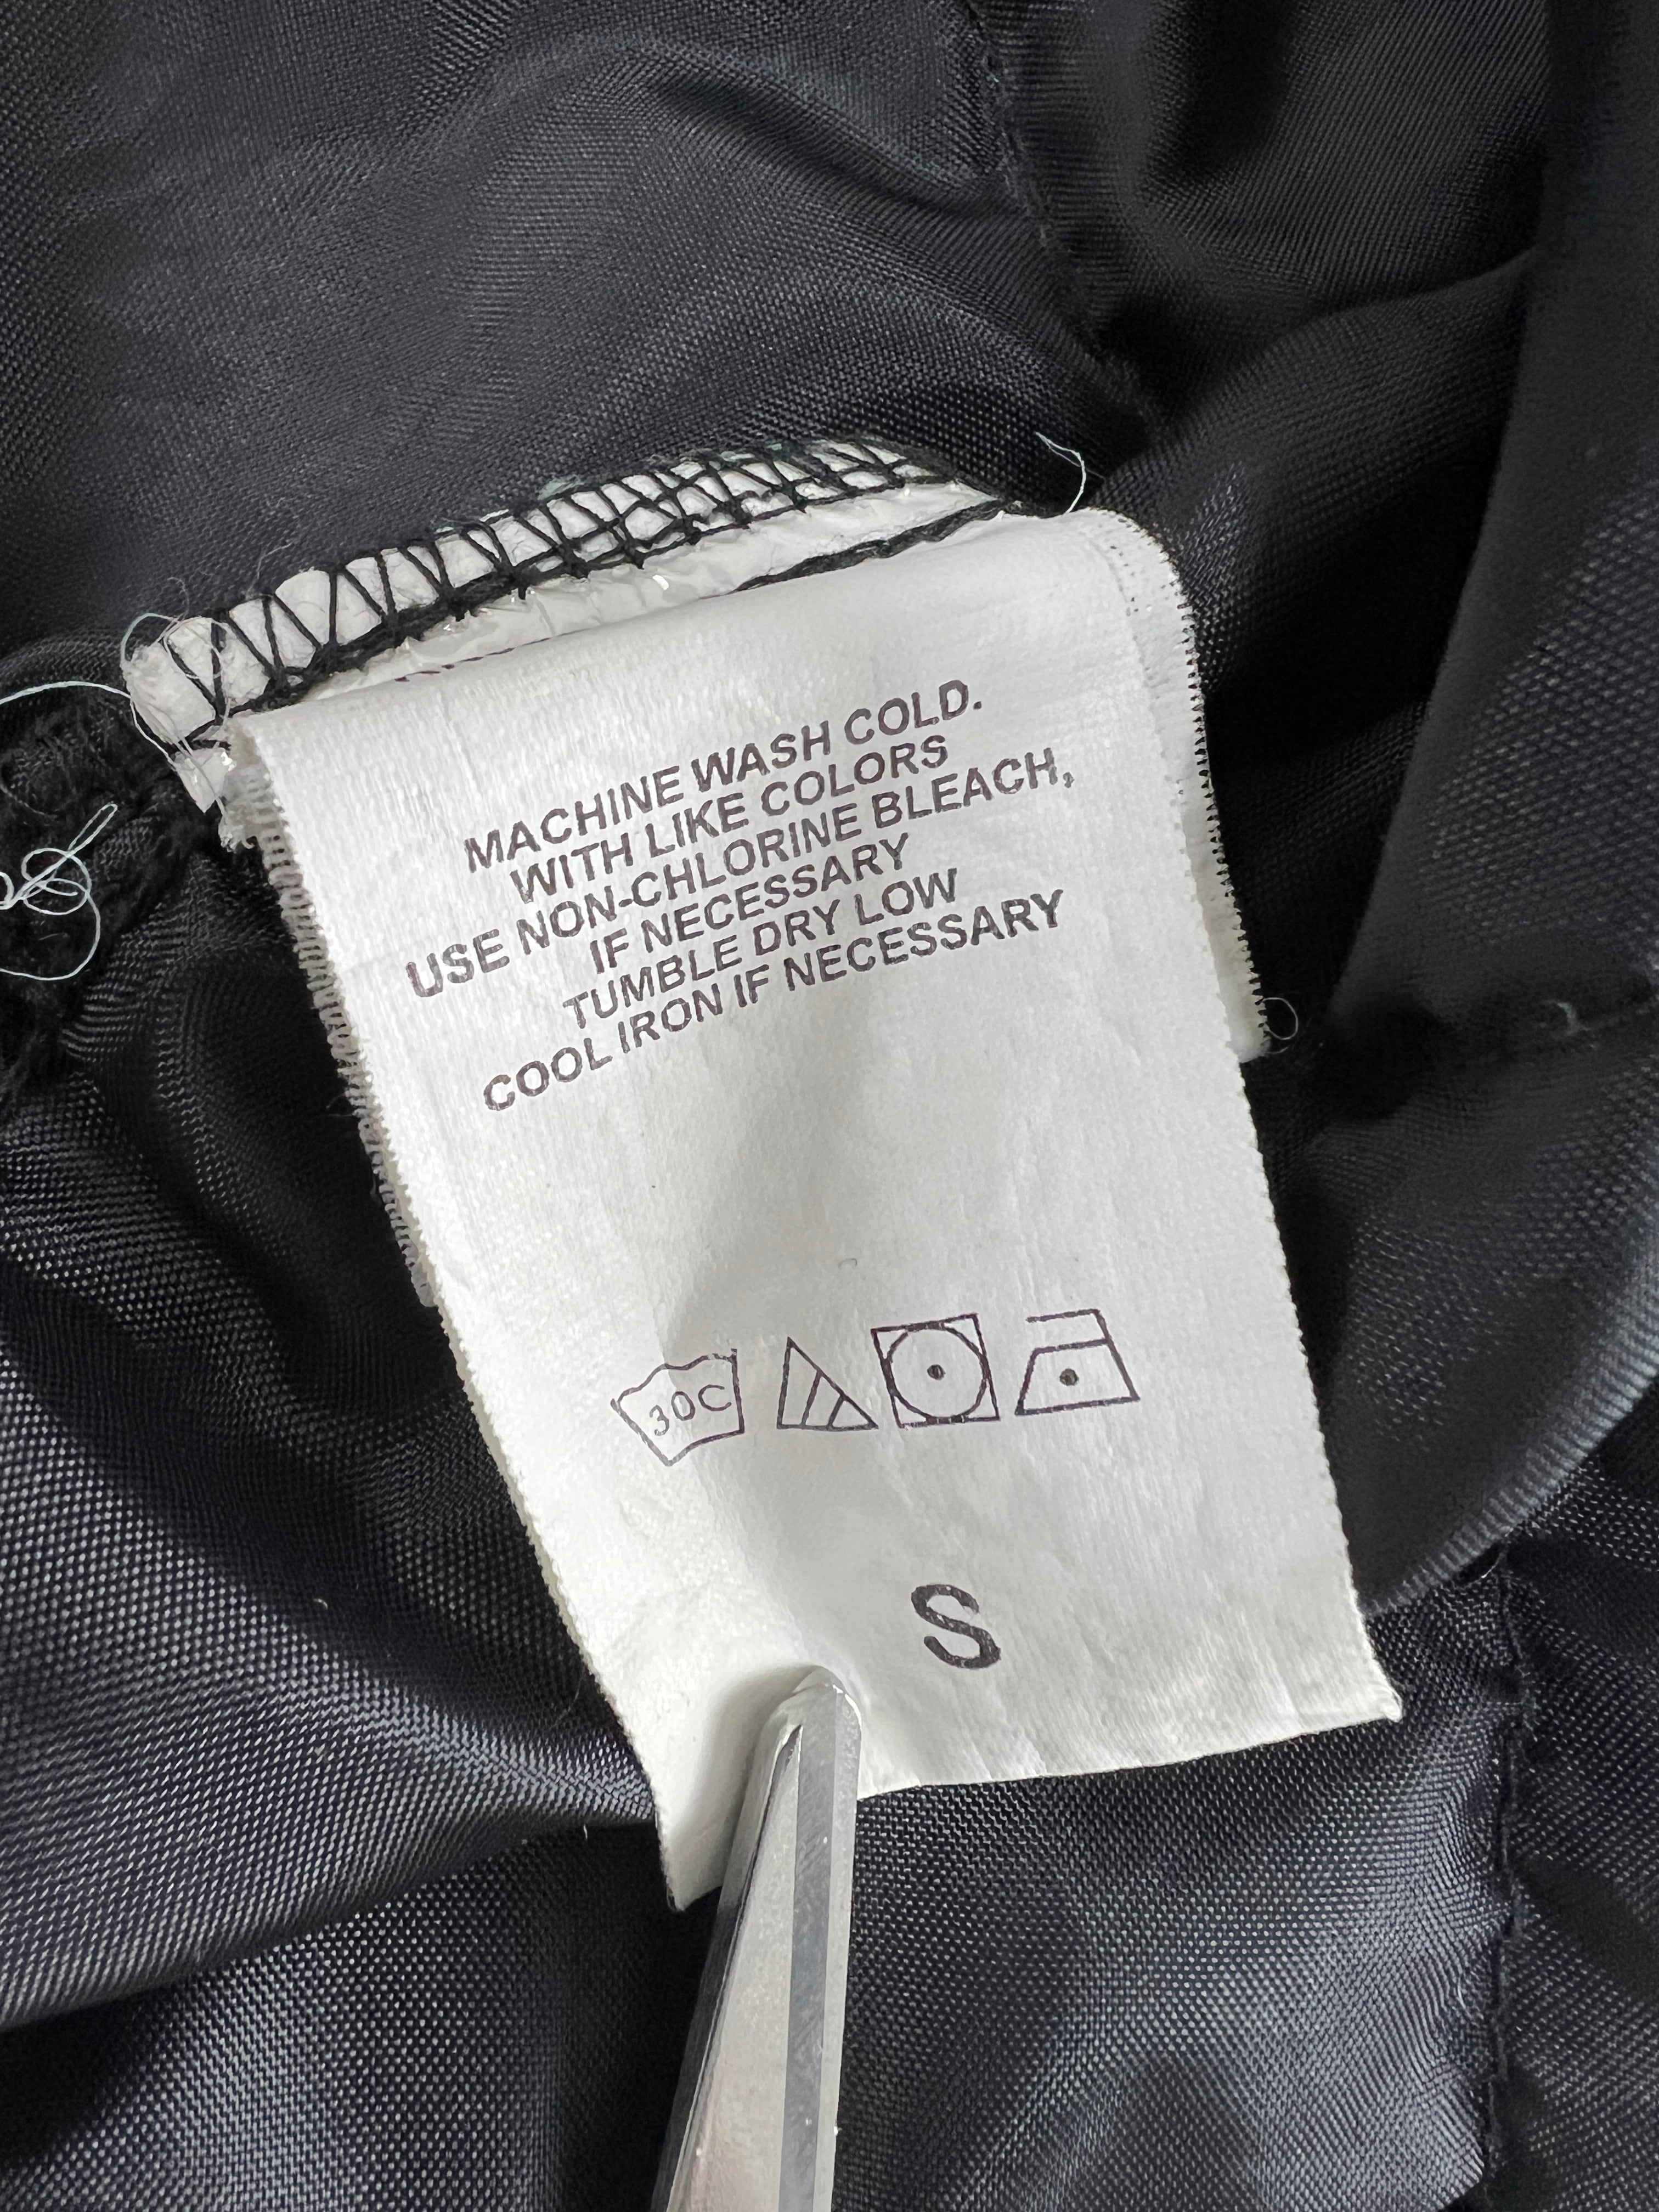 MACHINE WASH COLD.
WITH LIKE COLORS
USE NON-CHLORINE BLEACH,
IF NECESSARY
TUMBLE DRY LOW
COOL IRON IF NECESSARY
30C
S